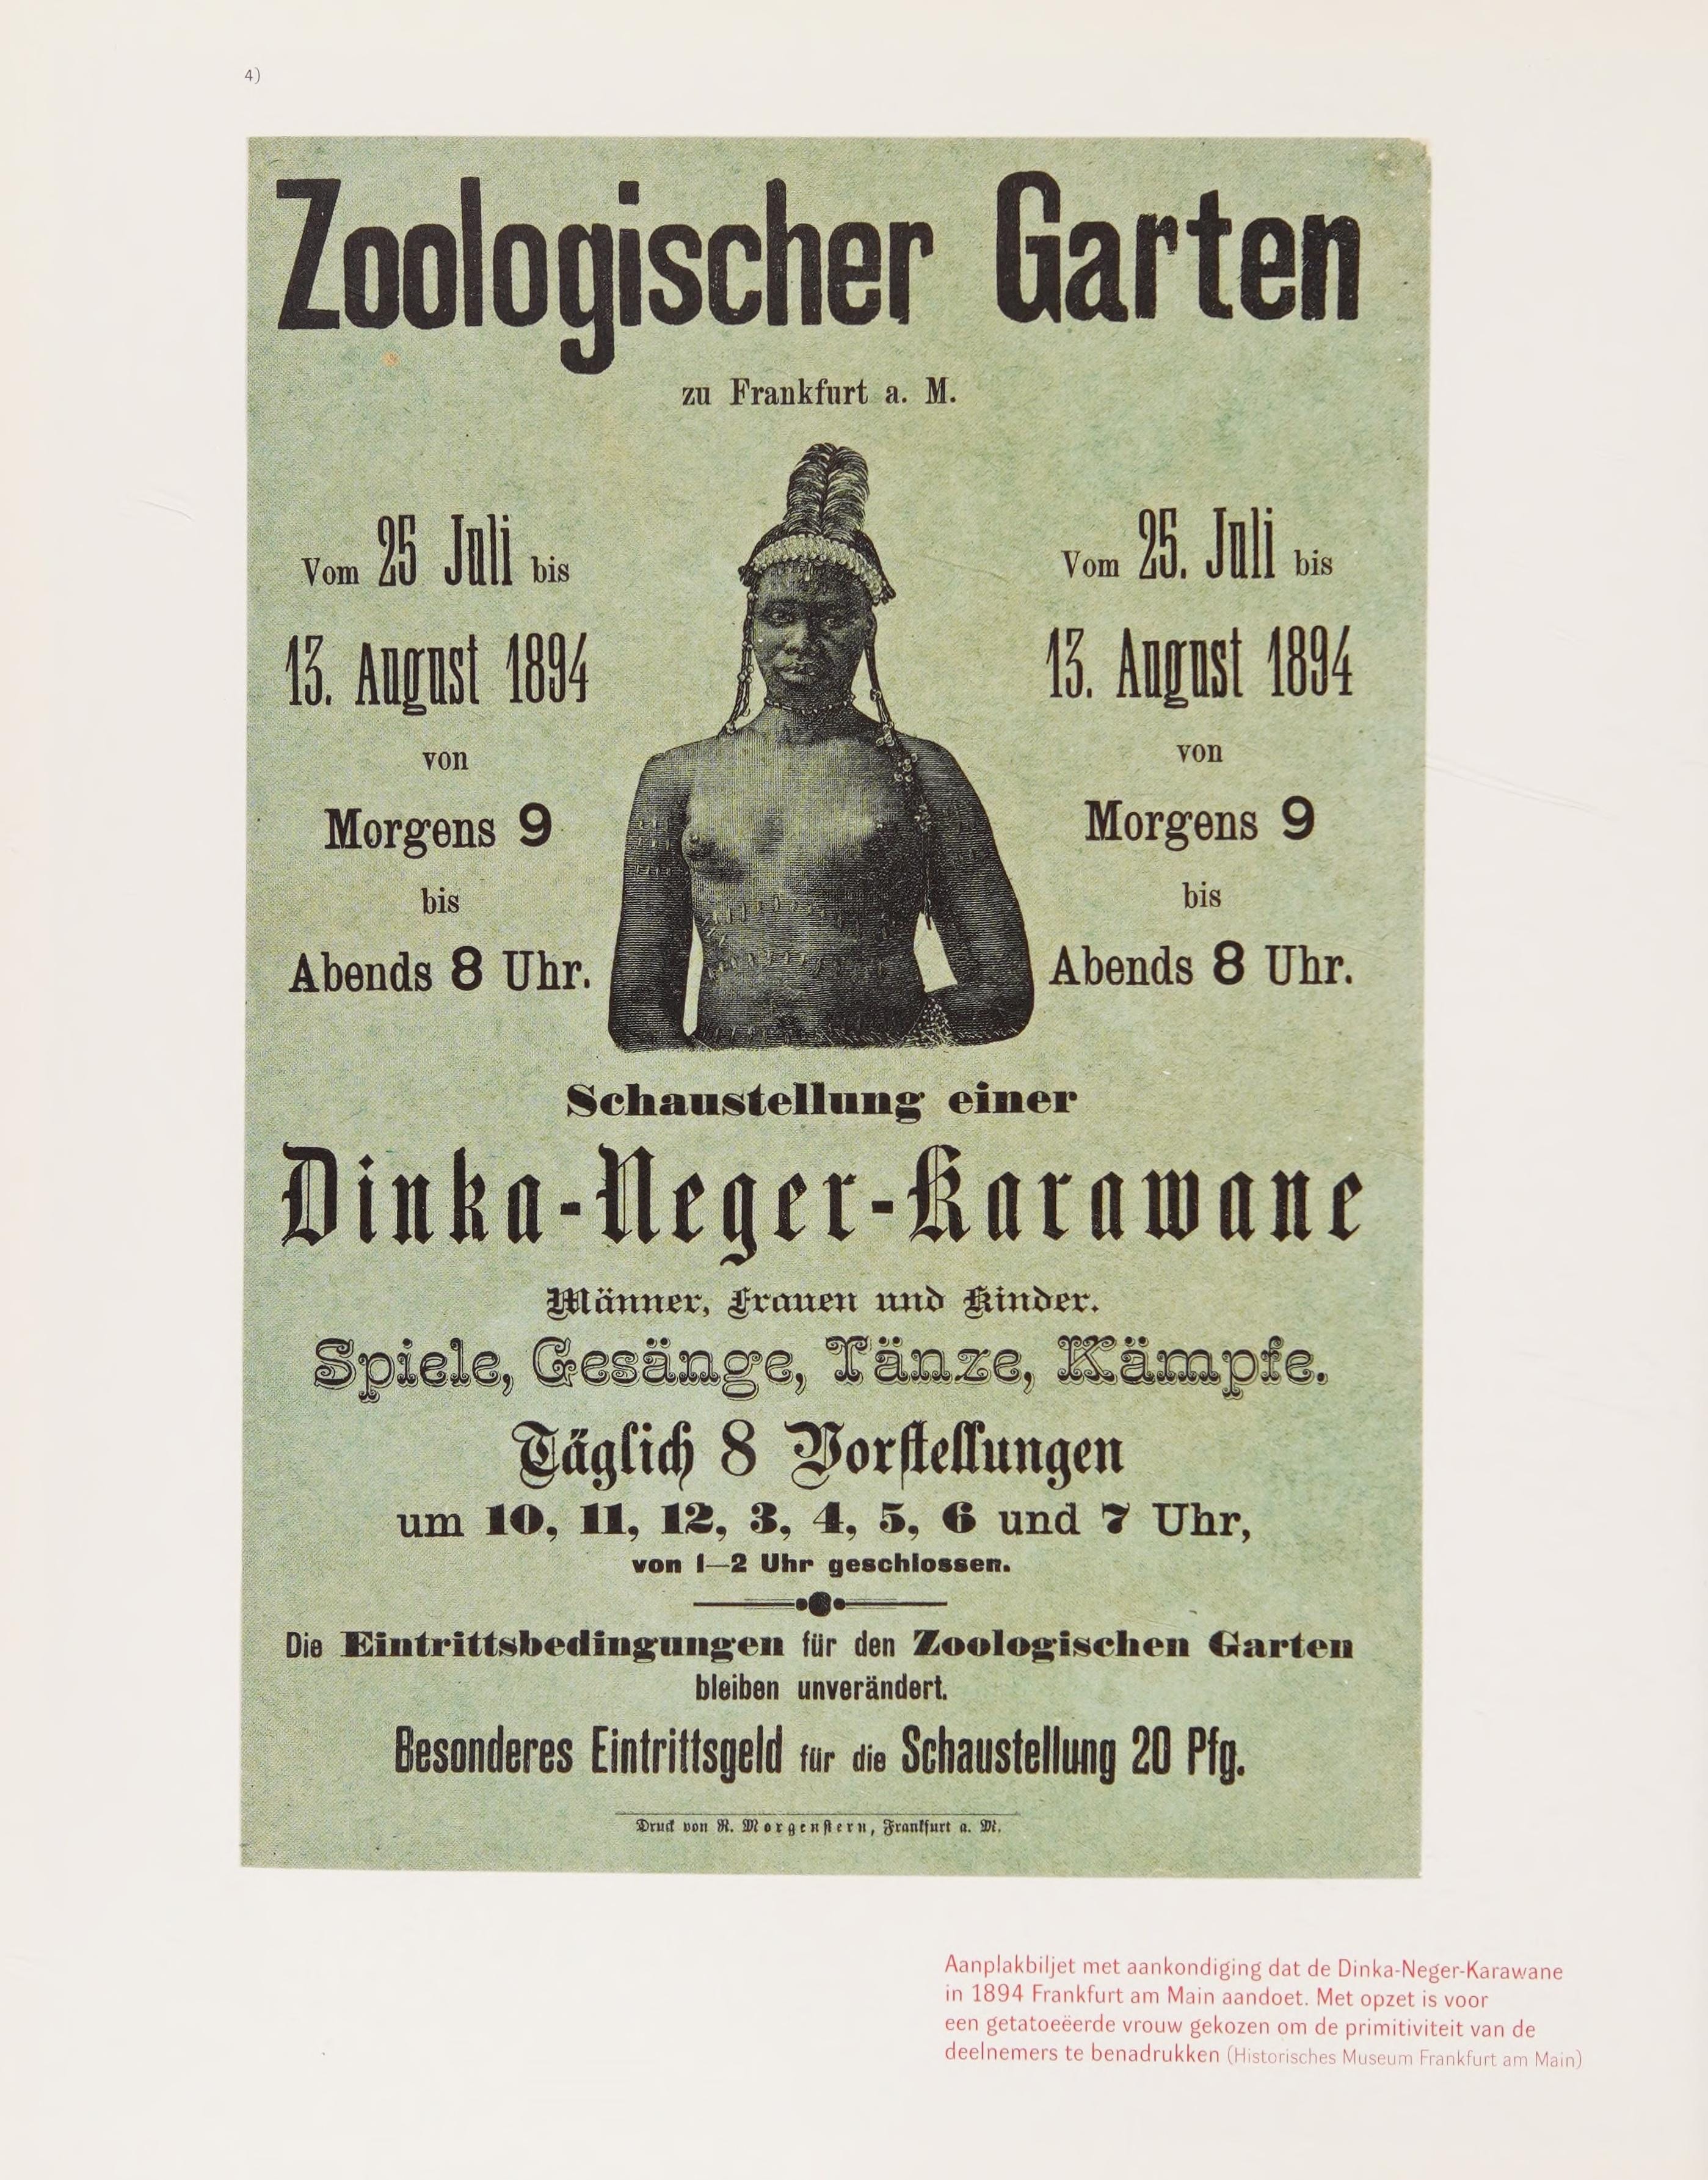 4)
Zoologischer Garten
zu Frankfurt a. M.
Vom 25 Juli bis
13. August 1894
von
Morgens 9
bis
Abends 8 Uhr.
Vom 25. Juli bis
13. August 1894
von
Morgens 9
bis
Abends 8 Uhr.
Schaustellung einer
Dinka-Neger-Karawane
Männer, Frauen und Kinder.
Spiele, Gesänge, Tänze, Kämpfe.
Täglich 8 Vorstellungen
um 10, 11, 12, 3, 4, 5, 6 und 7 Uhr,
von 1—2 Uhr geschlossen.
Die Eintrittsbedingungen für den Zoologischen Garten
bleiben unverändert.
Besonderes Eintrittsgeld für die Schaustellung 20 Pfg.
Druck von R. Morgenstern, Frankfurt a. M.
Aanplakbiljet met aankondiging dat de Dinka-Neger-Karawane
in 1894 Frankfurt am Main aandoet. Met opzet is voor
een getatoeëerde vrouw gekozen om de primitiviteit van de
deelnemers te benadrukken (Historisches Museum Frankfurt am Main)